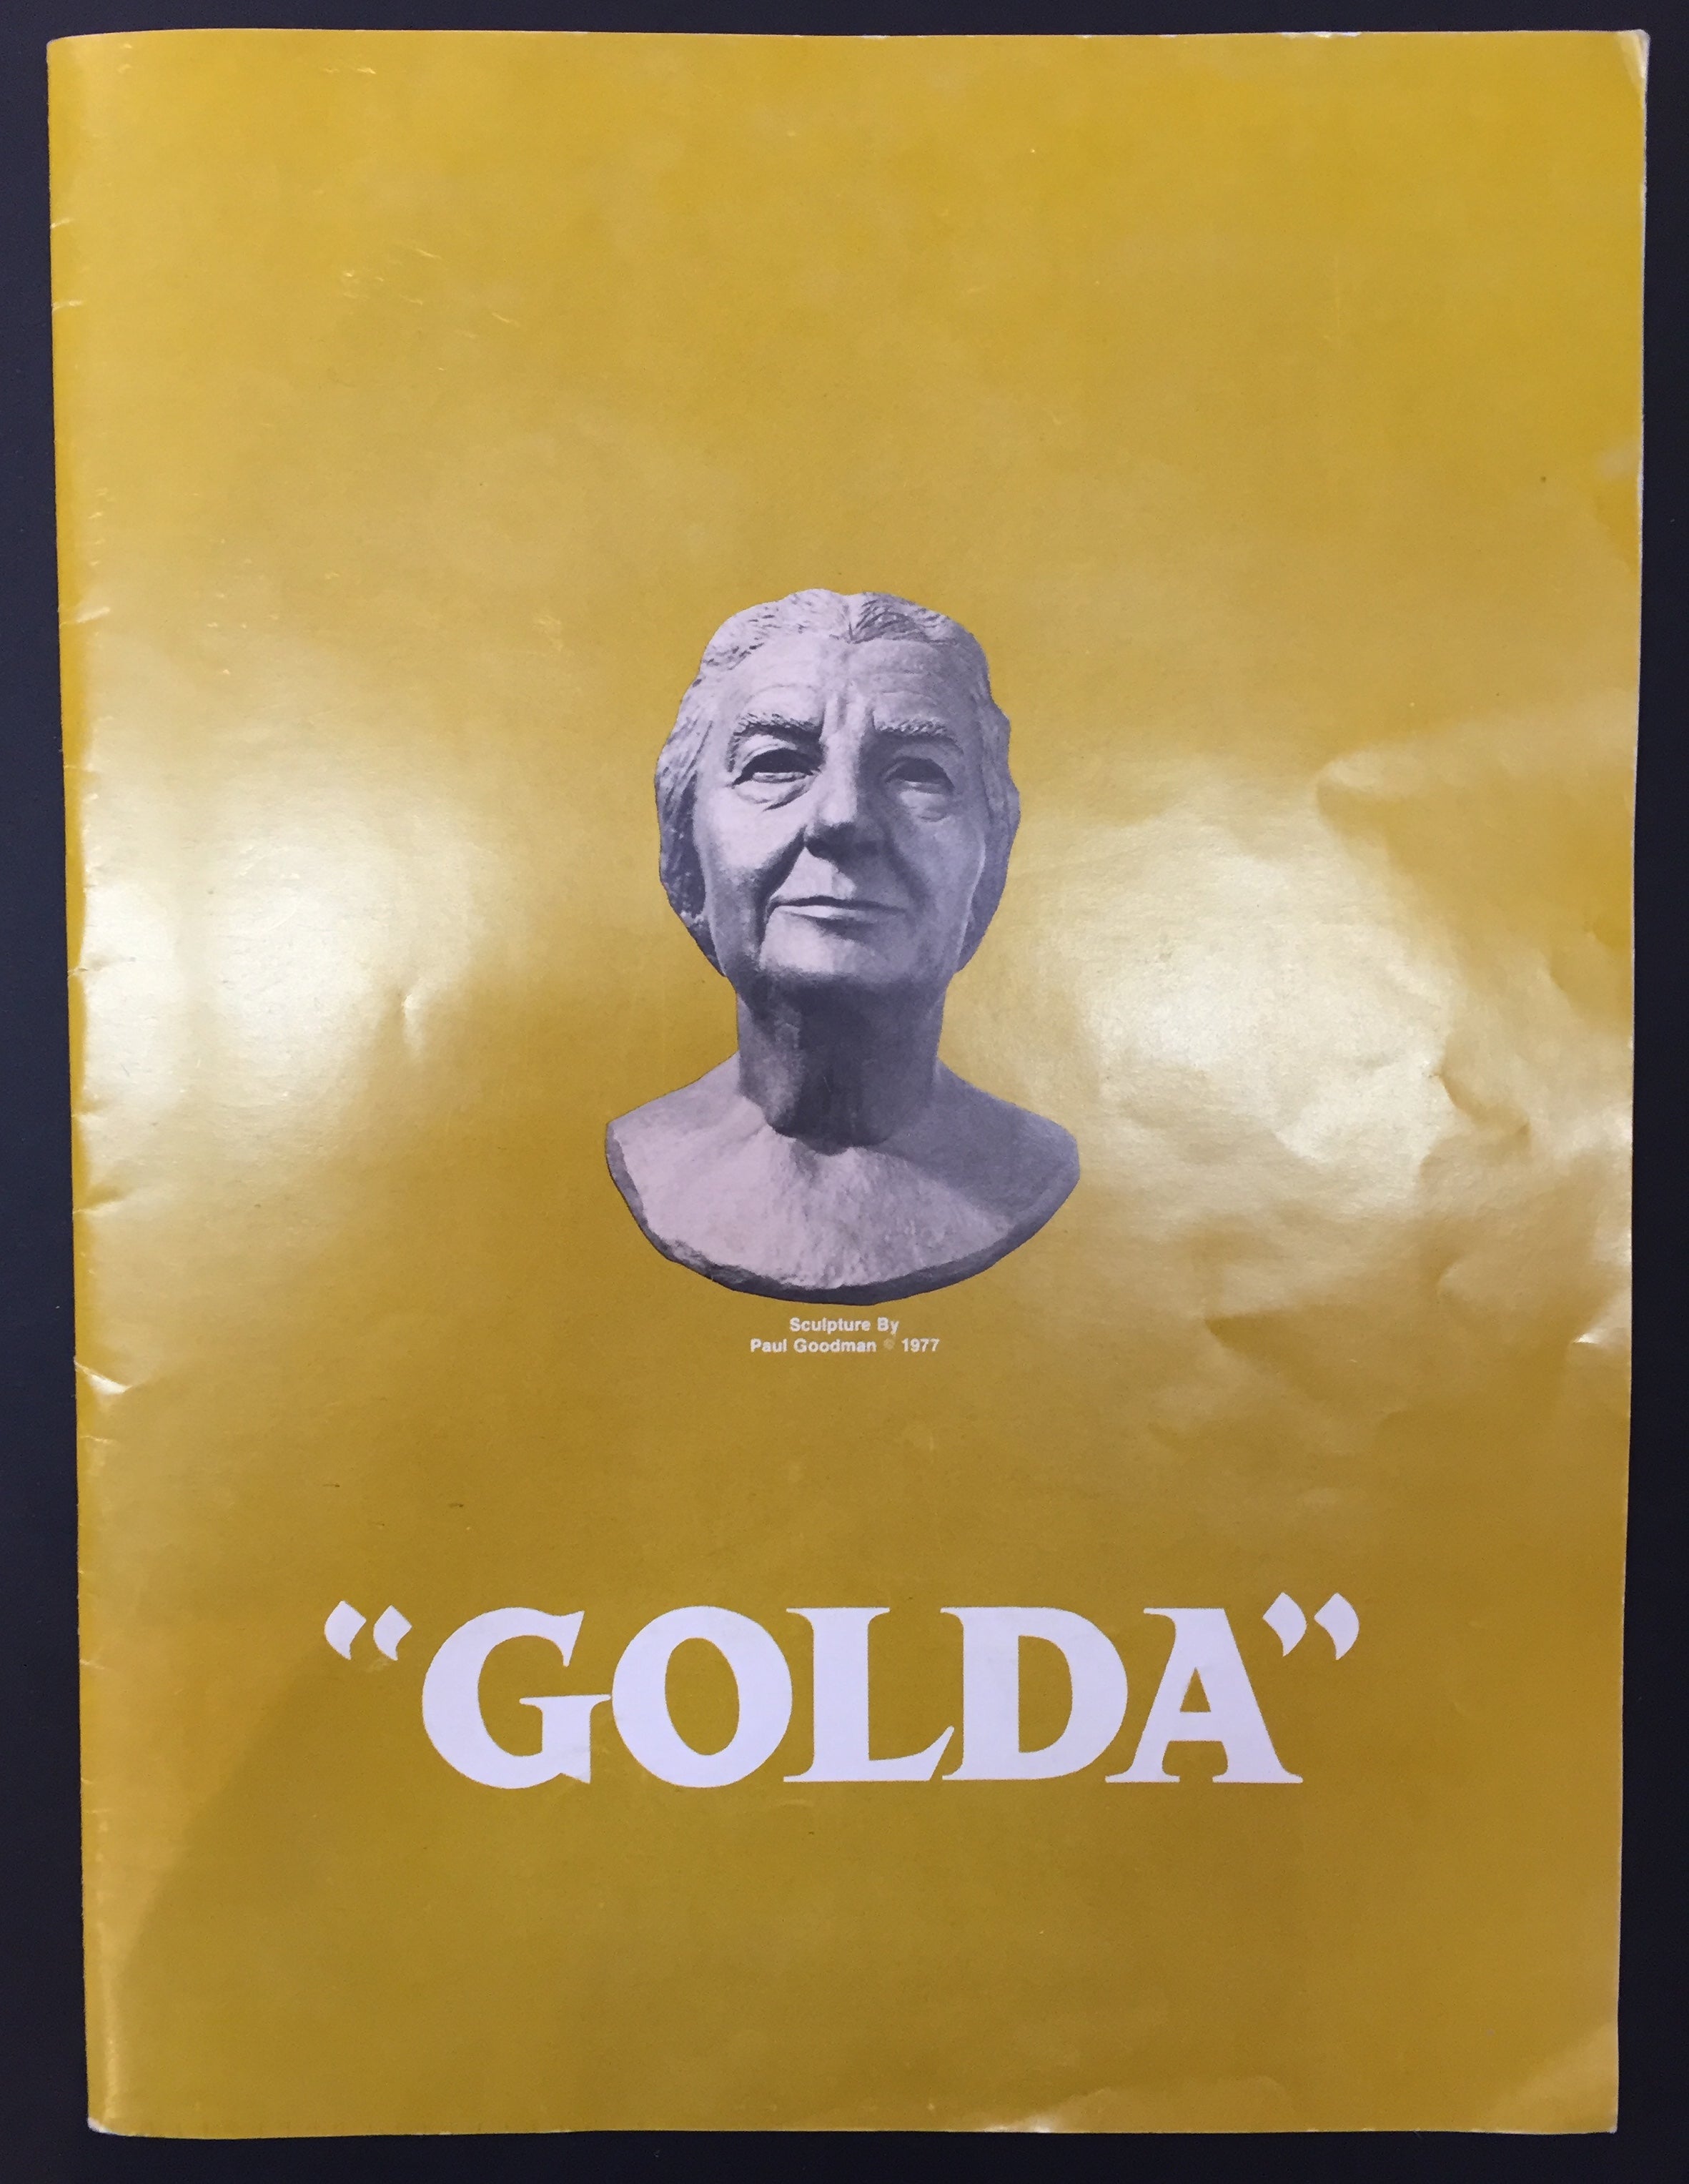 Sculpture By
Paul Goodman © 1977
“GOLDA”